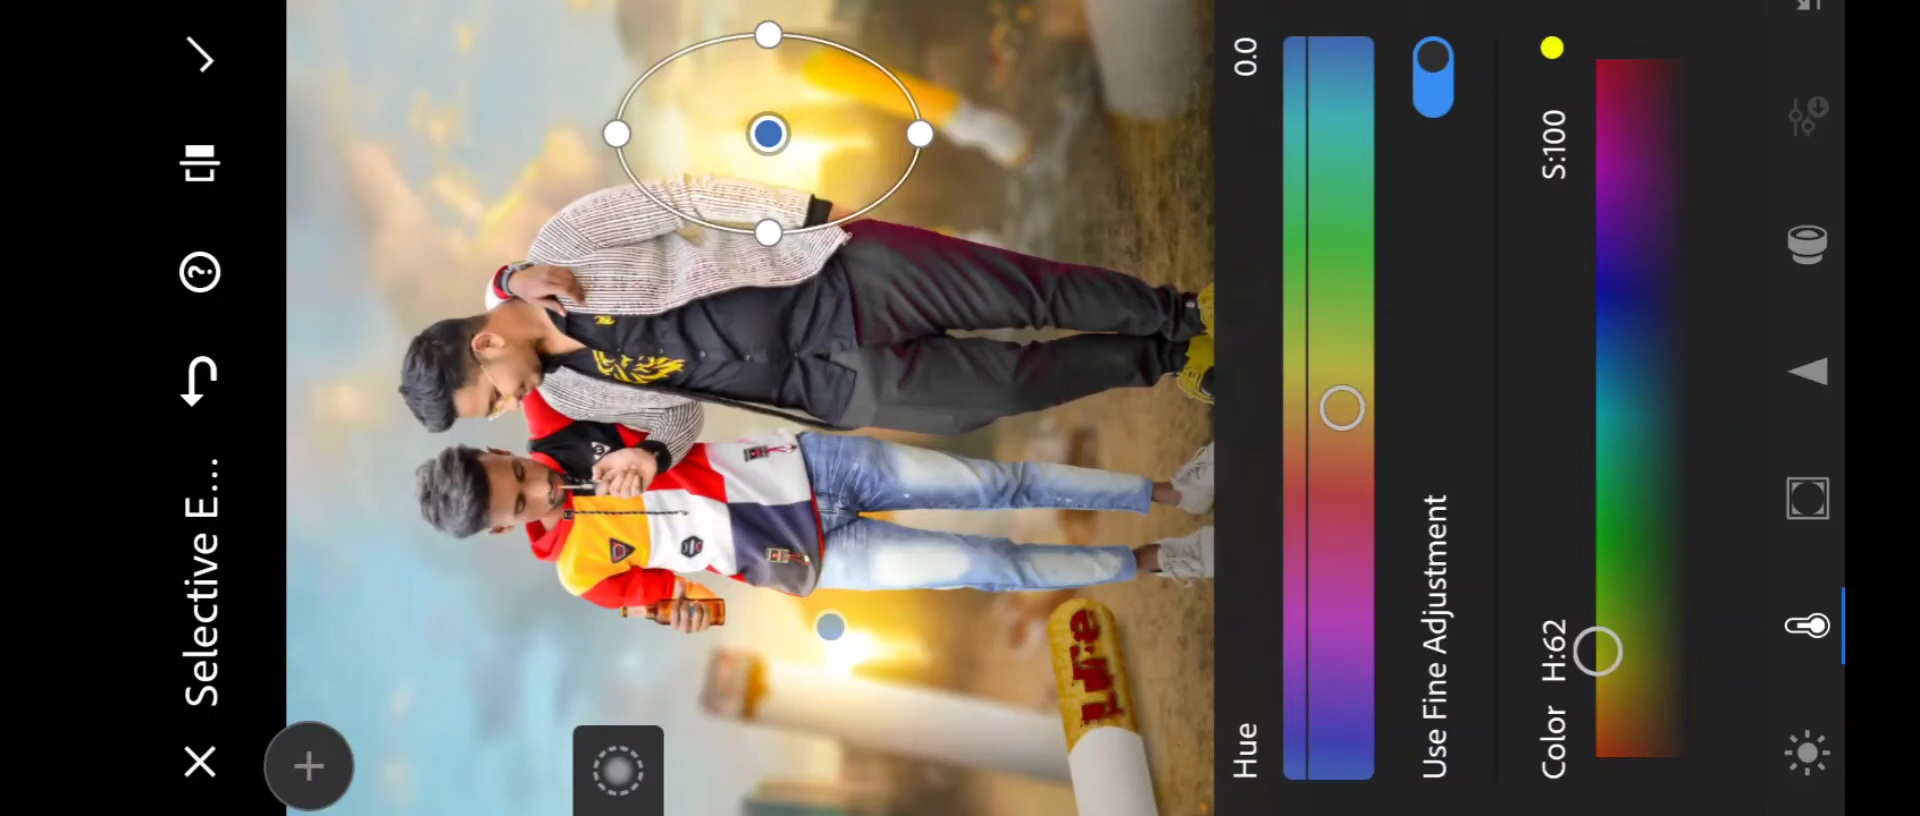 Selective E...
Hue
0.0
Use Fine Adjustment
Color
H:62
S:100